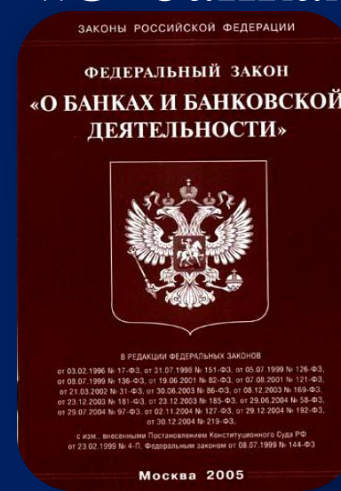 ЗАКОНЫ РОССИЙСКОЙ ФЕДЕРАЦИИ
ФЕДЕРАЛЬНЫЙ ЗАКОН
«О БАНКАХ И БАНКОВСКОЙ
ДЕЯТЕЛЬНОСТИ»
В РЕДАКЦИИ ФЕДЕРАЛЬНЫХ ЗАКОНОВ
от 03.02.1996 № 17-ФЗ, от 31.07.1998 № 151-ФЗ, от 05.07.1999 № 126-ФЗ,
от 08.07.1999 № 136-ФЗ, от 19.06.2001 № 82-ФЗ, от 07.08.2001 № 121-ФЗ,
от 21.03.2002 № 31-ФЗ, от 30.06.2003 № 86-ФЗ, от 08.12.2003 № 169-ФЗ,
от 23.12.2003 № 181-ФЗ, от 23.12.2003 № 185-ФЗ, от 29.06.2004 № 58-ФЗ,
от 29.07.2004 № 97-ФЗ, от 02.11.2004 № 127-ФЗ, от 29.12.2004 № 192-ФЗ,
от 30.12.2004 № 219-ФЗ,
с изм., внесенными Постановлением Конституционного Суда РФ
от 23.02.1999 № 4-П, Федеральным законом от 08.07.1999 № 144-ФЗ
Москва 2005